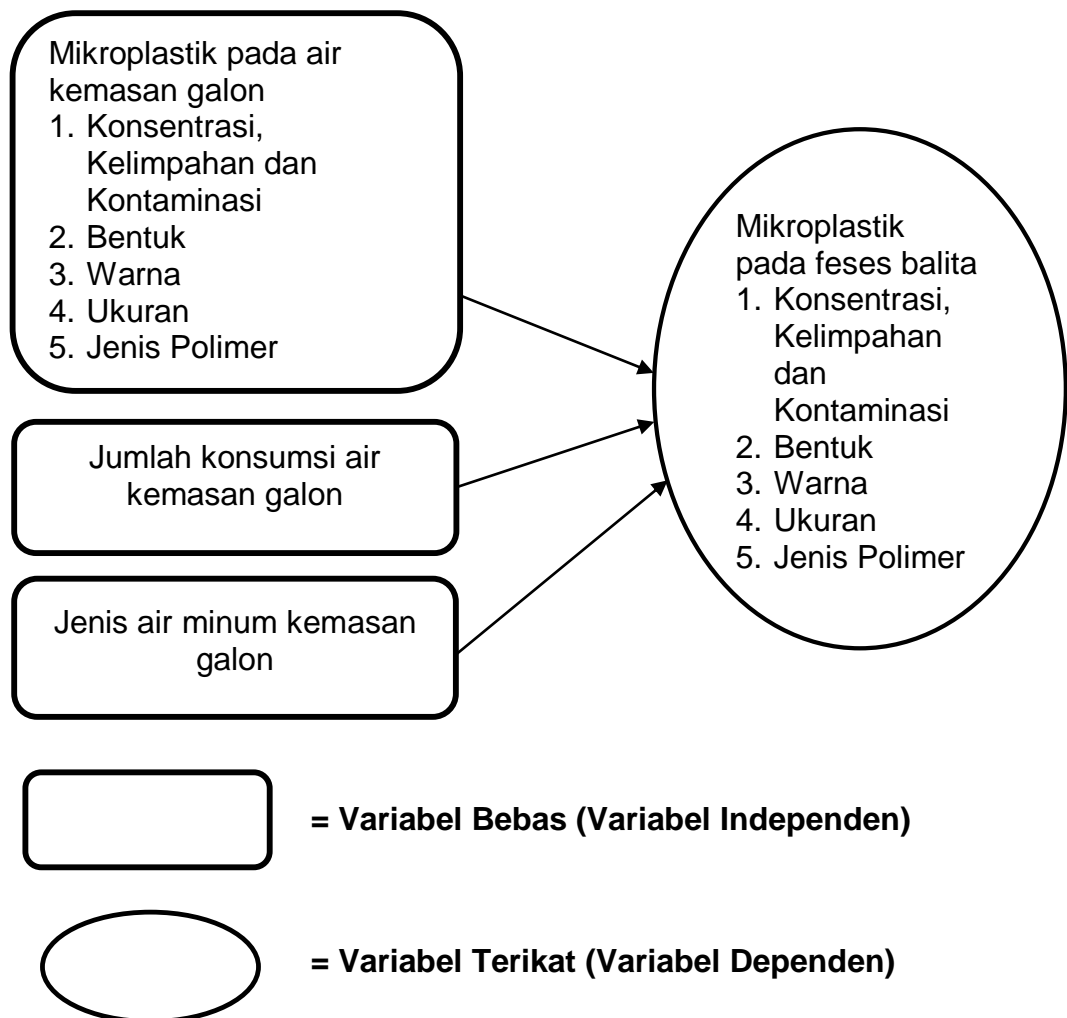 Mikroplastik pada air
kemasan galon
1. Konsentrasi,
Kelimpahan dan
Kontaminasi
2. Bentuk
3. Warna
4. Ukuran
5. Jenis Polimer
Jumlah konsumsi air
kemasan galon
Jenis air minum kemasan
galon
Mikroplastik
pada feses balita
1. Konsentrasi,
Kelimpahan
dan
Kontaminasi
2. Bentuk
3. Warna
4. Ukuran
5. Jenis Polimer
= Variabel Bebas (Variabel Independen)
= Variabel Terikat (Variabel Dependen)